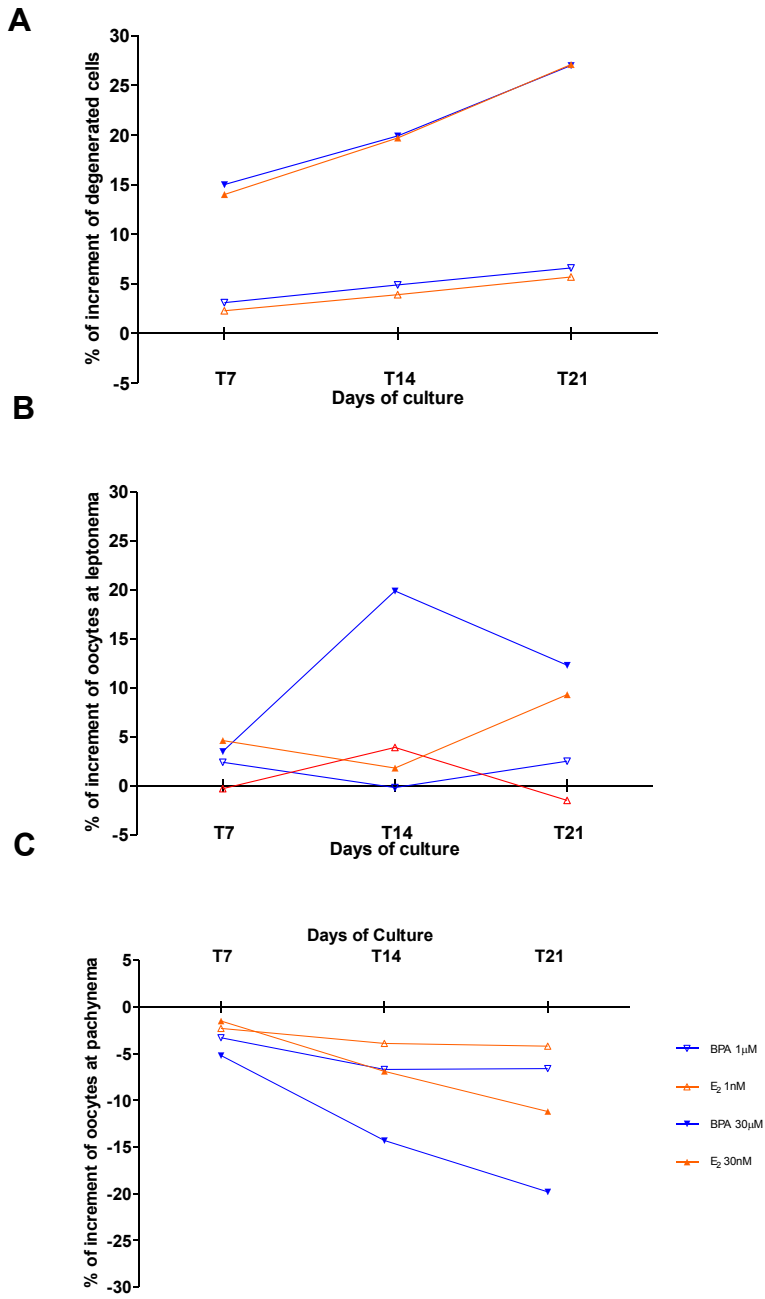 A
% of increment of degenerated cells
30
25
20
15
10
5
0
-5
T7 T14 T21
Days of culture
B
% of increment of oocytes at leptonema
30
25
20
15
10
5
0
-5
T7 T14 T21
Days of culture
C
Days of Culture
T7 T14 T21
% of increment of oocytes at pachynema
5
0
-5
-10
-15
-20
-25
-30
BPA 1μM
E₂ 1nM
BPA 30μM
E₂ 30nM